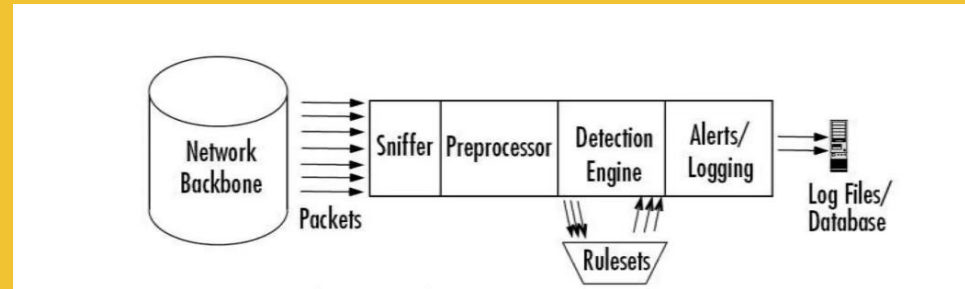 Network
Backbone
Packets
Sniffer
Preprocessor
Detection
Engine
Alerts/
Logging
Rulesets
Log Files/
Database